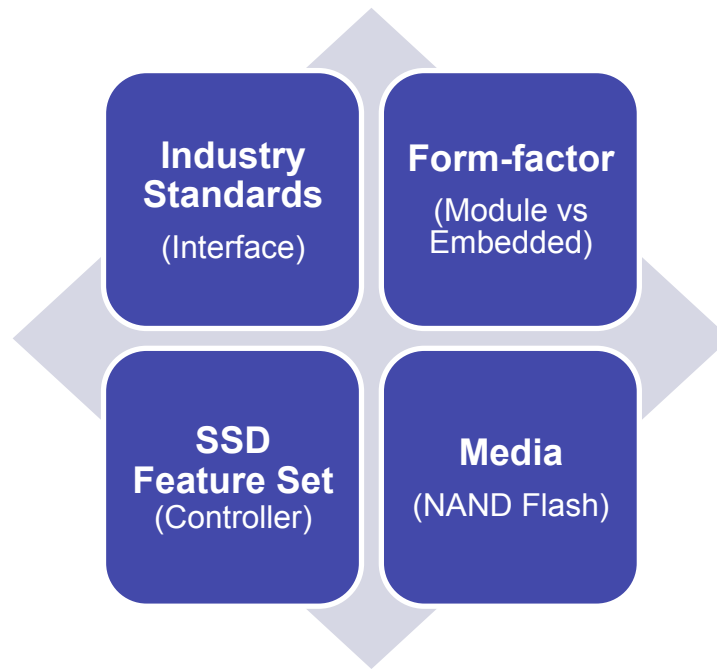 Industry
Standards
(Interface)
Form-factor
(Module vs
Embedded)
SSD
Feature Set
(Controller)
Media
(NAND Flash)